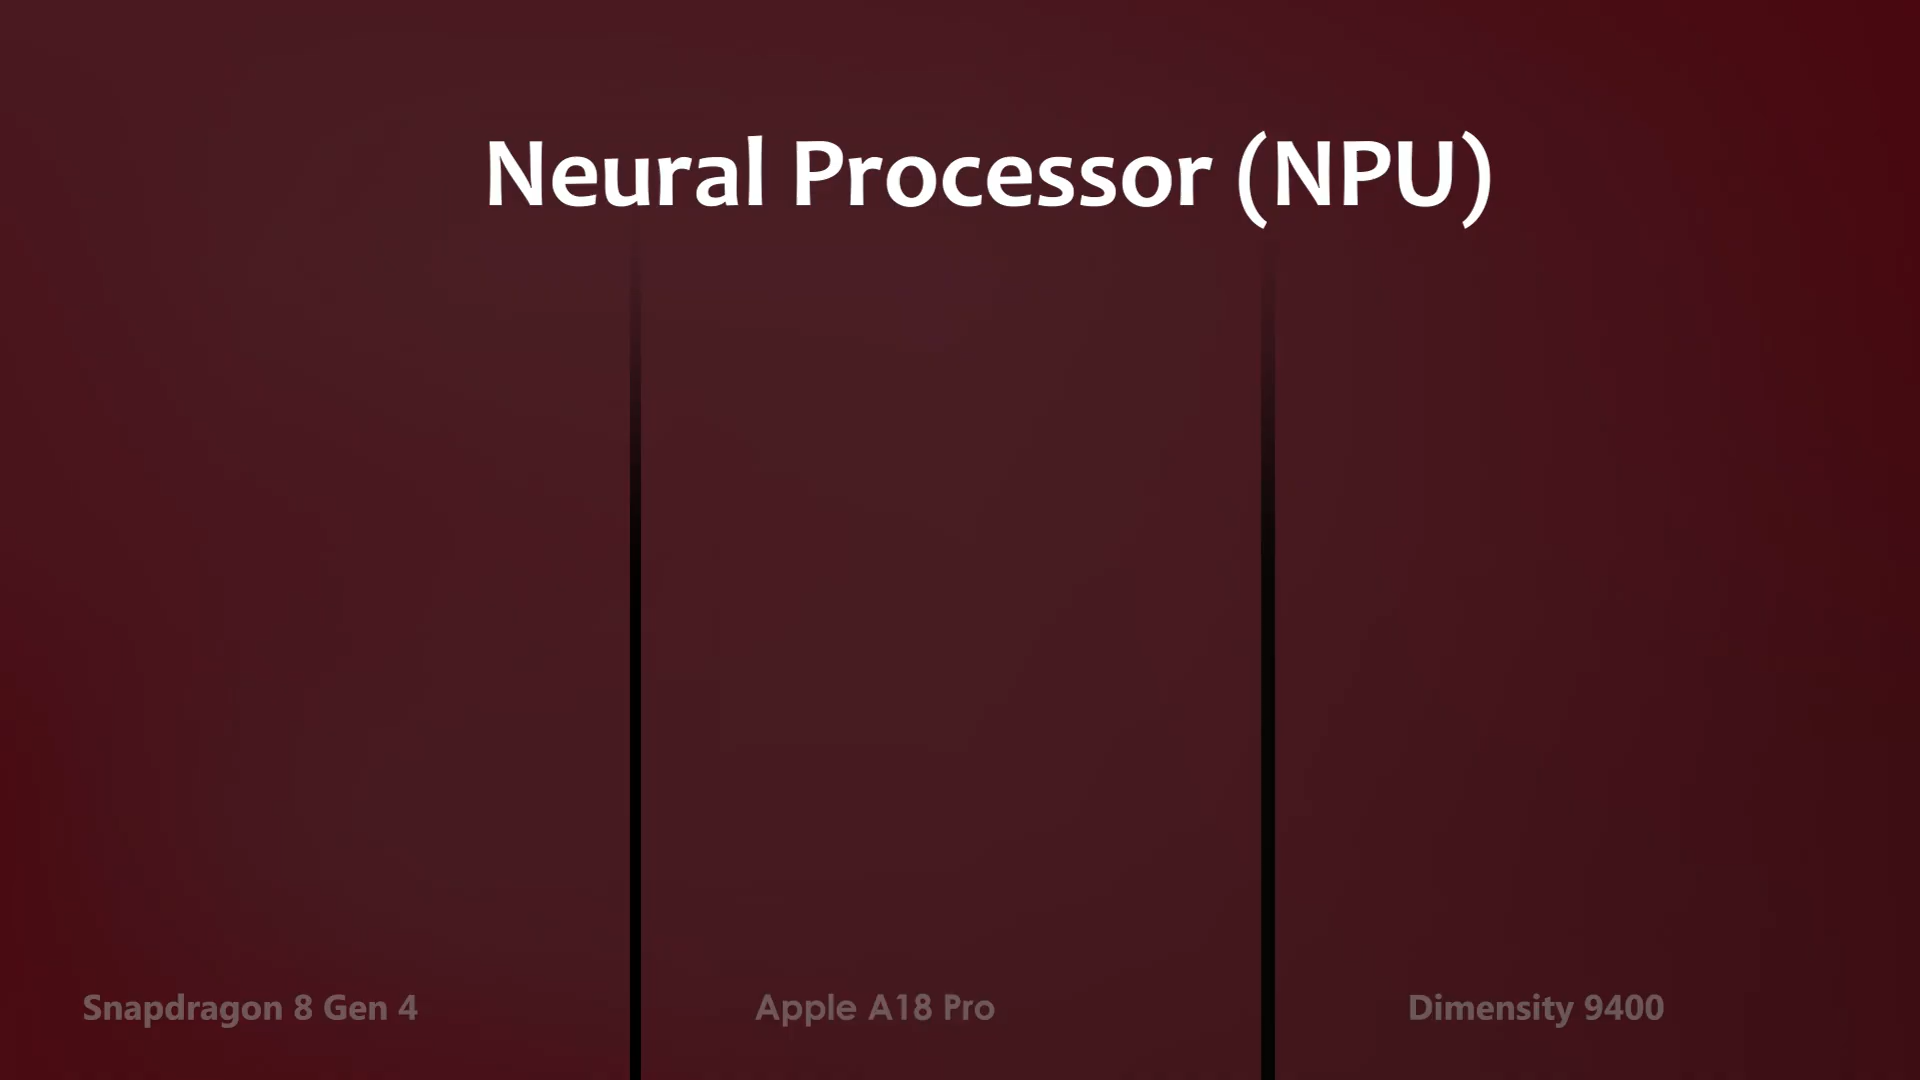 Neural Processor (NPU)
Snapdragon 8 Gen 4
Apple A18 Pro
Dimensity 9400